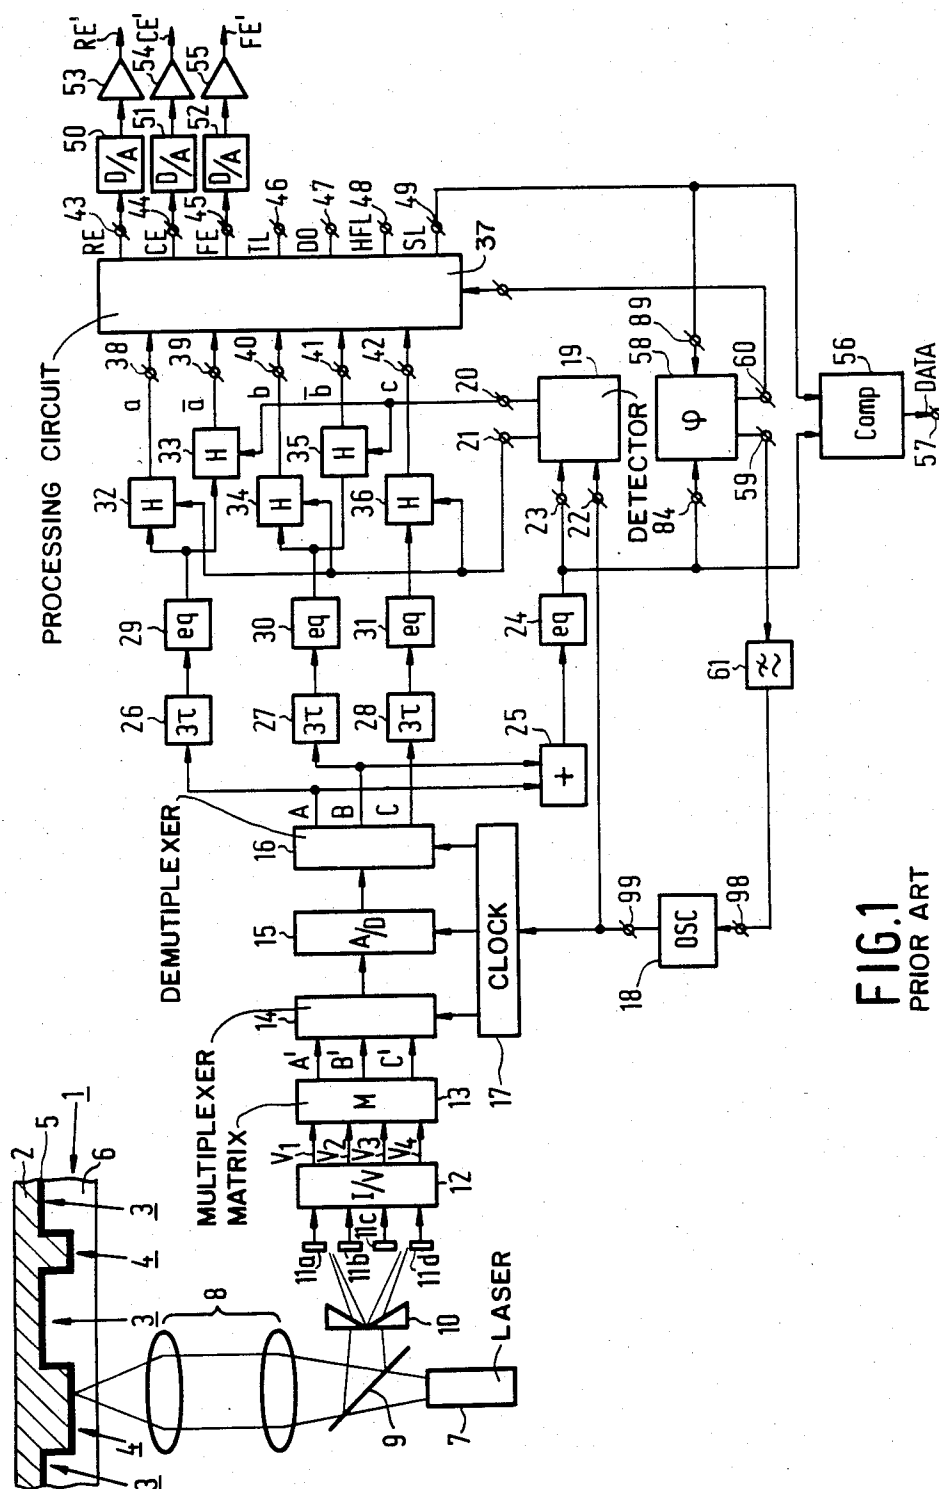 FIG.1
PRIOR ART
1
2
3
3
3
4
4
5
6
7
LASER
8
9
10
11a
11b
11c
11d
I/V
12
V1
V2
V3
V4
M
13
MULTIPLEXER
MATRIX
A'
B'
C'
14
A/D
15
DEMUTIPLEXER
16
A
B
C
CLOCK
17
OSC
18
99
98
3τ
26
3τ
27
3τ
28
+
25
eq
29
eq
30
eq
31
eq
24
H
32
H
33
H
34
H
35
H
36
a
a̅
b
b̅
c
38
39
40
41
42
PROCESSING CIRCUIT
37
20
21
19
23
22
DETECTOR
φ
58
89
84
59
60
61
≈
Comp
56
DATA
57
RE
43
CE
44
FE
45
TL
46
DO
47
HFL
48
SL
49
D/A
50
D/A
51
D/A
52
53
54
55
RE'
CE'
FE'